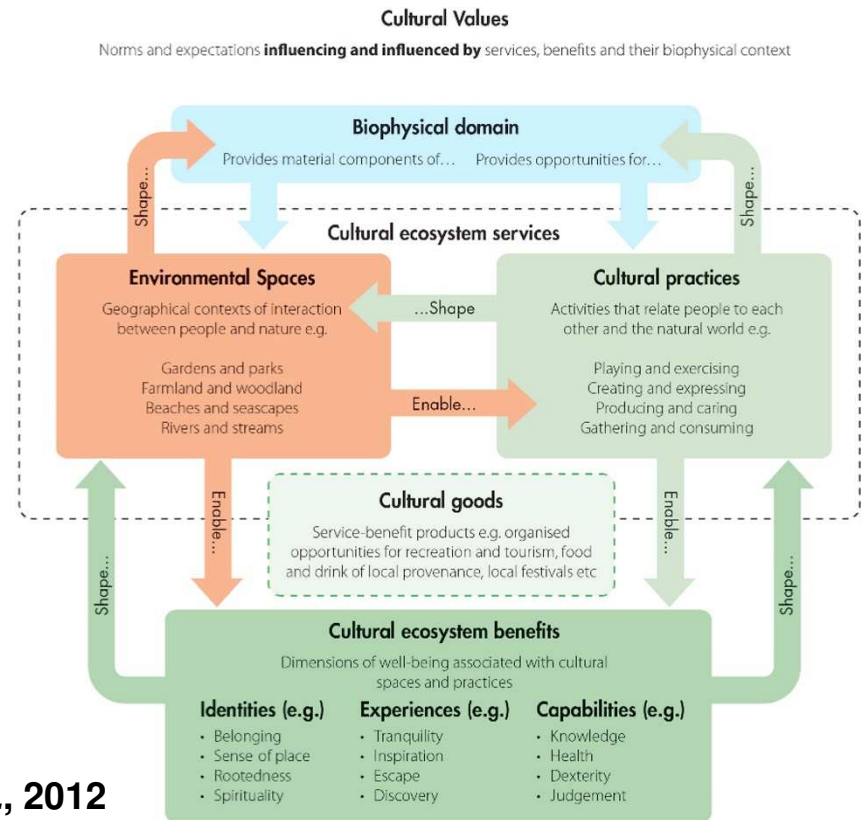 Cultural Values
Norms and expectations influencing and influenced by services, benefits and their biophysical context
Biophysical domain
Provides material components of... Provides opportunities for...
Shape...
Shape...
Cultural ecosystem services
Environmental Spaces
Geographical contexts of interaction
between people and nature e.g.
Gardens and parks
Farmland and woodland
Beaches and seascapes
Rivers and streams
...Shape
Enable...
Cultural practices
Activities that relate people to each
other and the natural world e.g.
Playing and exercising
Creating and expressing
Producing and caring
Gathering and consuming
Enable...
Enable...
Cultural goods
Service-benefit products e.g. organised
opportunities for recreation and tourism, food
and drink of local provenance, local festivals etc
Shape...
Shape...
Cultural ecosystem benefits
Dimensions of well-being associated with cultural
spaces and practices
Identities (e.g.)
• Belonging
• Sense of place
• Rootedness
• Spirituality
Experiences (e.g.)
• Tranquility
• Inspiration
• Escape
• Discovery
Capabilities (e.g.)
• Knowledge
• Health
• Dexterity
• Judgement
, 2012